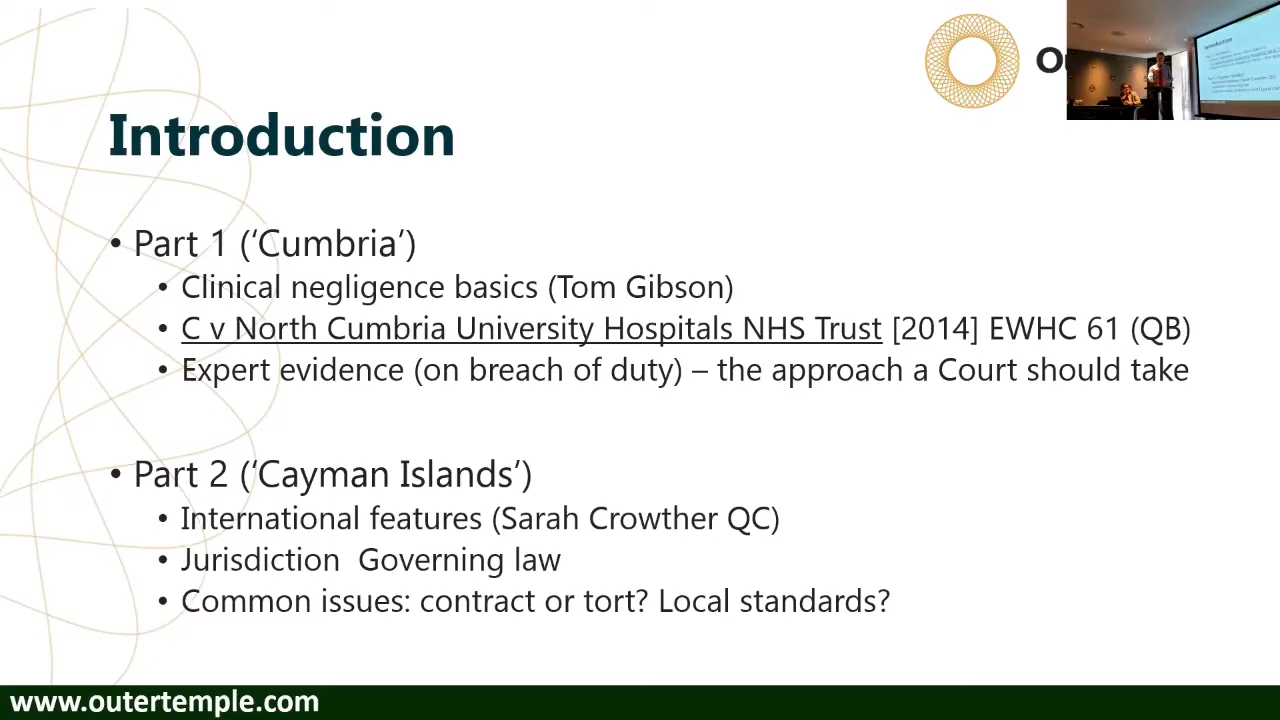 Ou
Introduction
• Part 1 (‘Cumbria’)
• Clinical negligence basics (Tom Gibson)
• C v North Cumbria University Hospitals NHS Trust [2014] EWHC 61 (QB)
• Expert evidence (on breach of duty) – the approach a Court should take
• Part 2 (‘Cayman Islands’)
• International features (Sarah Crowther QC)
• Jurisdiction  Governing law
• Common issues: contract or tort? Local standards?
www.outertemple.com
Introduction